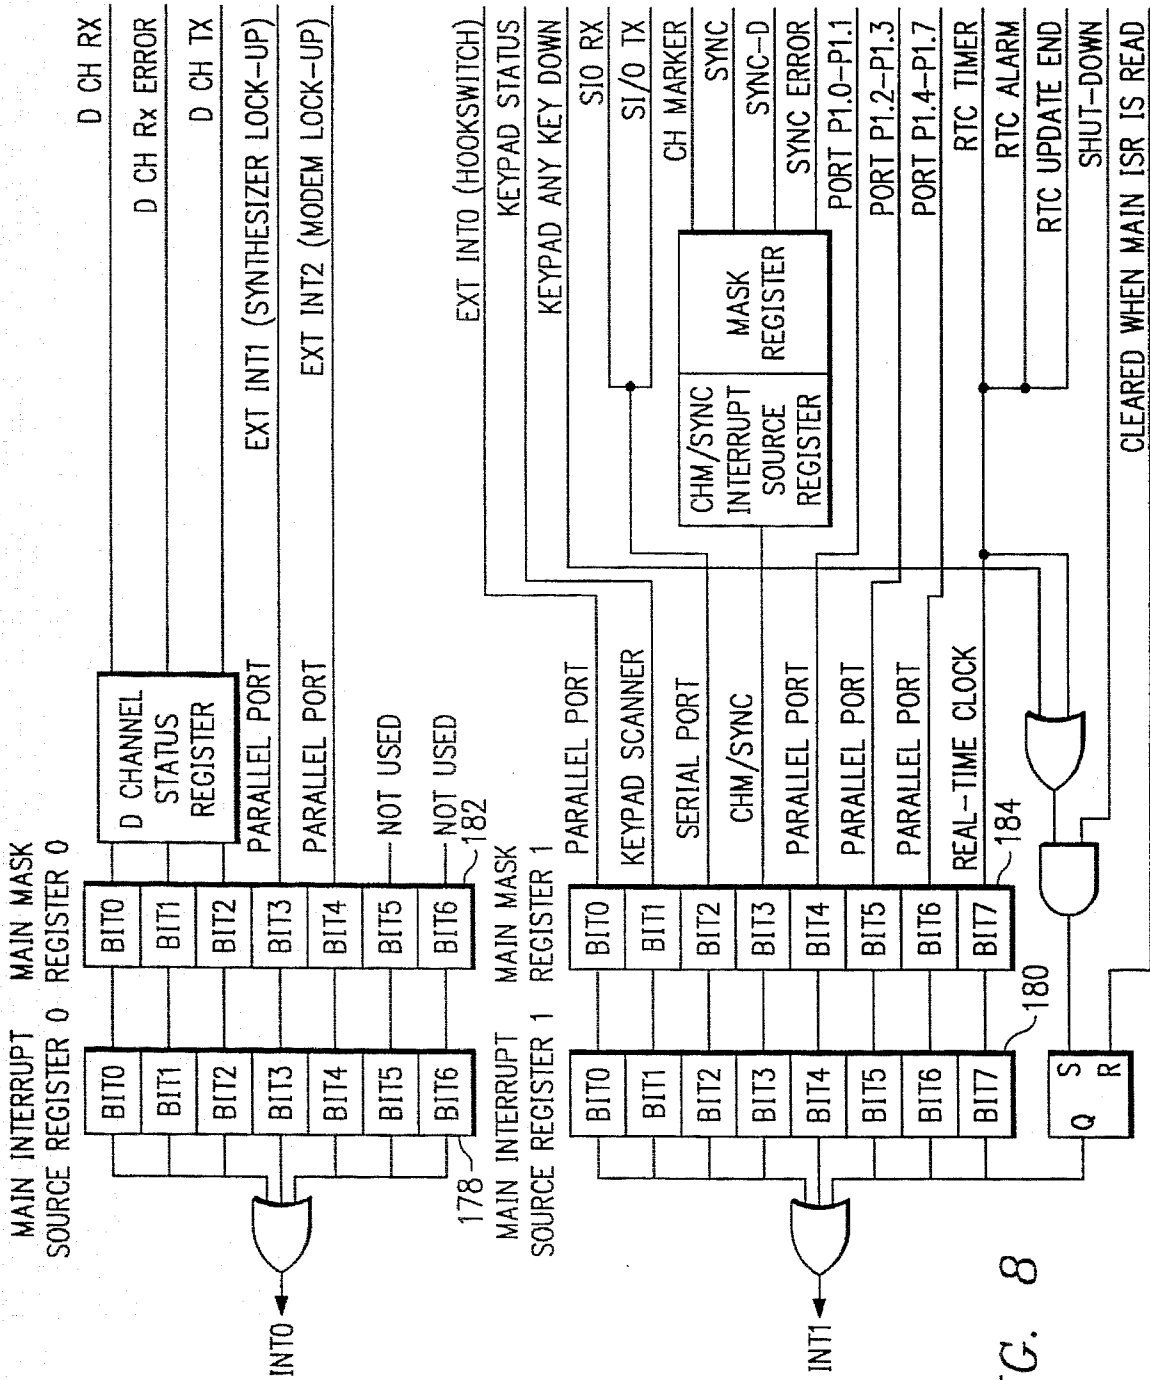 MAIN INTERRUPT
SOURCE REGISTER 0
MAIN MASK
REGISTER 0
BIT0
BIT1
BIT2
BIT3
BIT4
BIT5
BIT6
178
BIT0
BIT1
BIT2
BIT3
BIT4
BIT5
BIT6
182
INT0
D CHANNEL
STATUS
REGISTER
PARALLEL PORT
PARALLEL PORT
NOT USED
NOT USED
D CH RX
D CH Rx ERROR
D CH TX
EXT INT1 (SYNTHESIZER LOCK-UP)
EXT INT2 (MODEM LOCK-UP)
MAIN INTERRUPT
SOURCE REGISTER 1
MAIN MASK
REGISTER 1
BIT0
BIT1
BIT2
BIT3
BIT4
BIT5
BIT6
BIT7
180
BIT0
BIT1
BIT2
BIT3
BIT4
BIT5
BIT6
BIT7
184
INT1
PARALLEL PORT
KEYPAD SCANNER
SERIAL PORT
CHM/SYNC
PARALLEL PORT
PARALLEL PORT
PARALLEL PORT
REAL-TIME CLOCK
CHM/SYNC
INTERRUPT
SOURCE
REGISTER
MASK
REGISTER
EXT INT0 (HOOKSWITCH)
KEYPAD STATUS
KEYPAD ANY KEY DOWN
SIO RX
SI/O TX
CH MARKER
SYNC
SYNC-D
SYNC ERROR
PORT P1.0-P1.1
PORT P1.2-P1.3
PORT P1.4-P1.7
RTC TIMER
RTC ALARM
RTC UPDATE END
SHUT-DOWN
CLEARED WHEN MAIN ISR IS READ
Q
S
R
G. 8